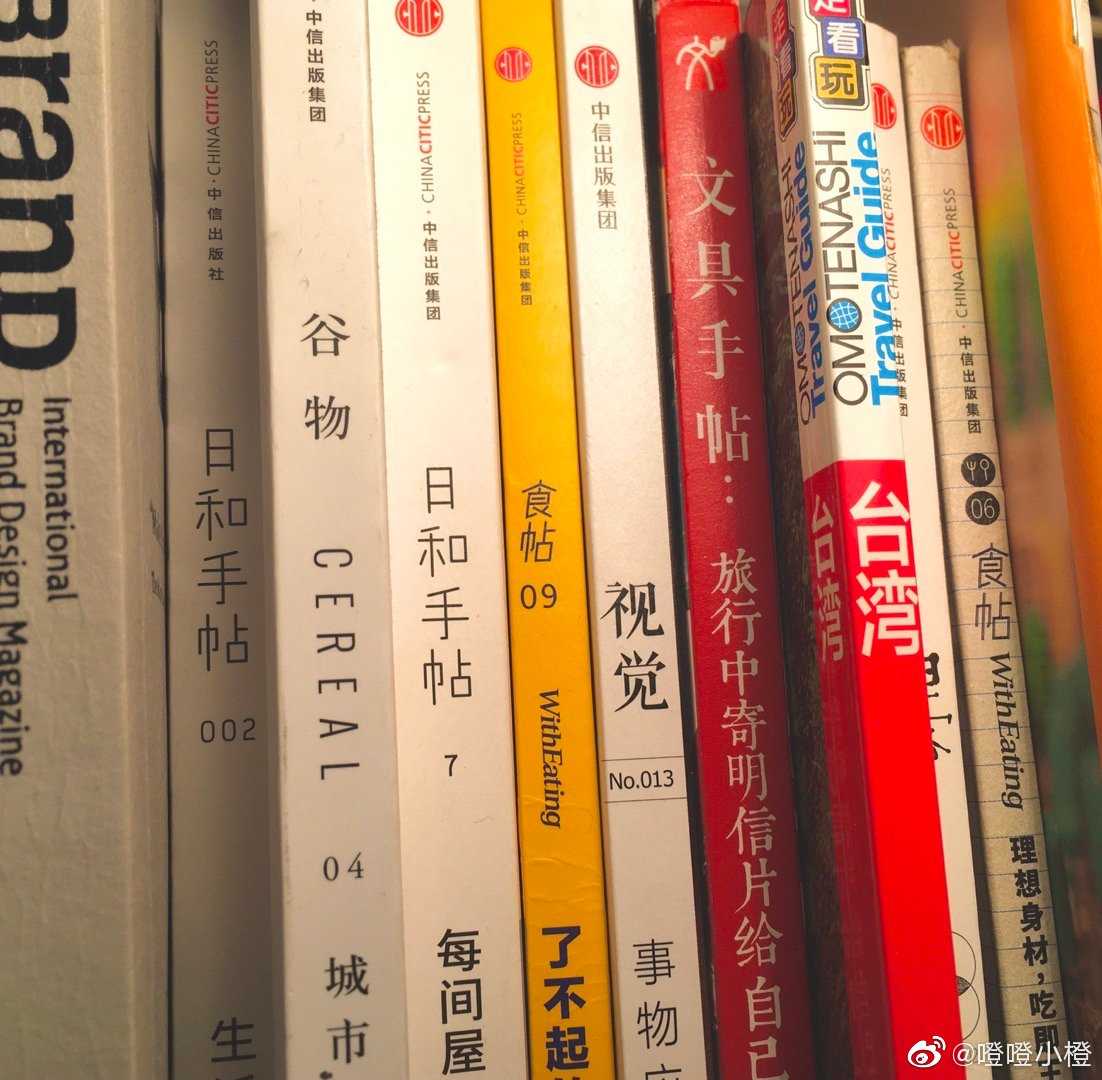 BranD
International
Brand Design Magazine
CHINACITICPRESS·中信出版社
日和手帖
002
中信出版集团
谷物
CEREAL
04
城市
CHINACITICPRESS·中信出版集团
日和手帖
7
每间屋
CHINACITICPRESS·中信出版集团
食帖
09
WithEating
了不起
中信出版集团
视觉
No.013
事物
文具手帖：旅行中寄明信片给自己
走看玩
OMOTENASHI
Travel Guide
台湾
OMOTENASHI
Travel Guide
台湾
CITICPRESS
中信出版集团
CHINACITICPRESS·中信出版集团
06
食帖
WithEating
理想身材，吃即
@噔噔小橙